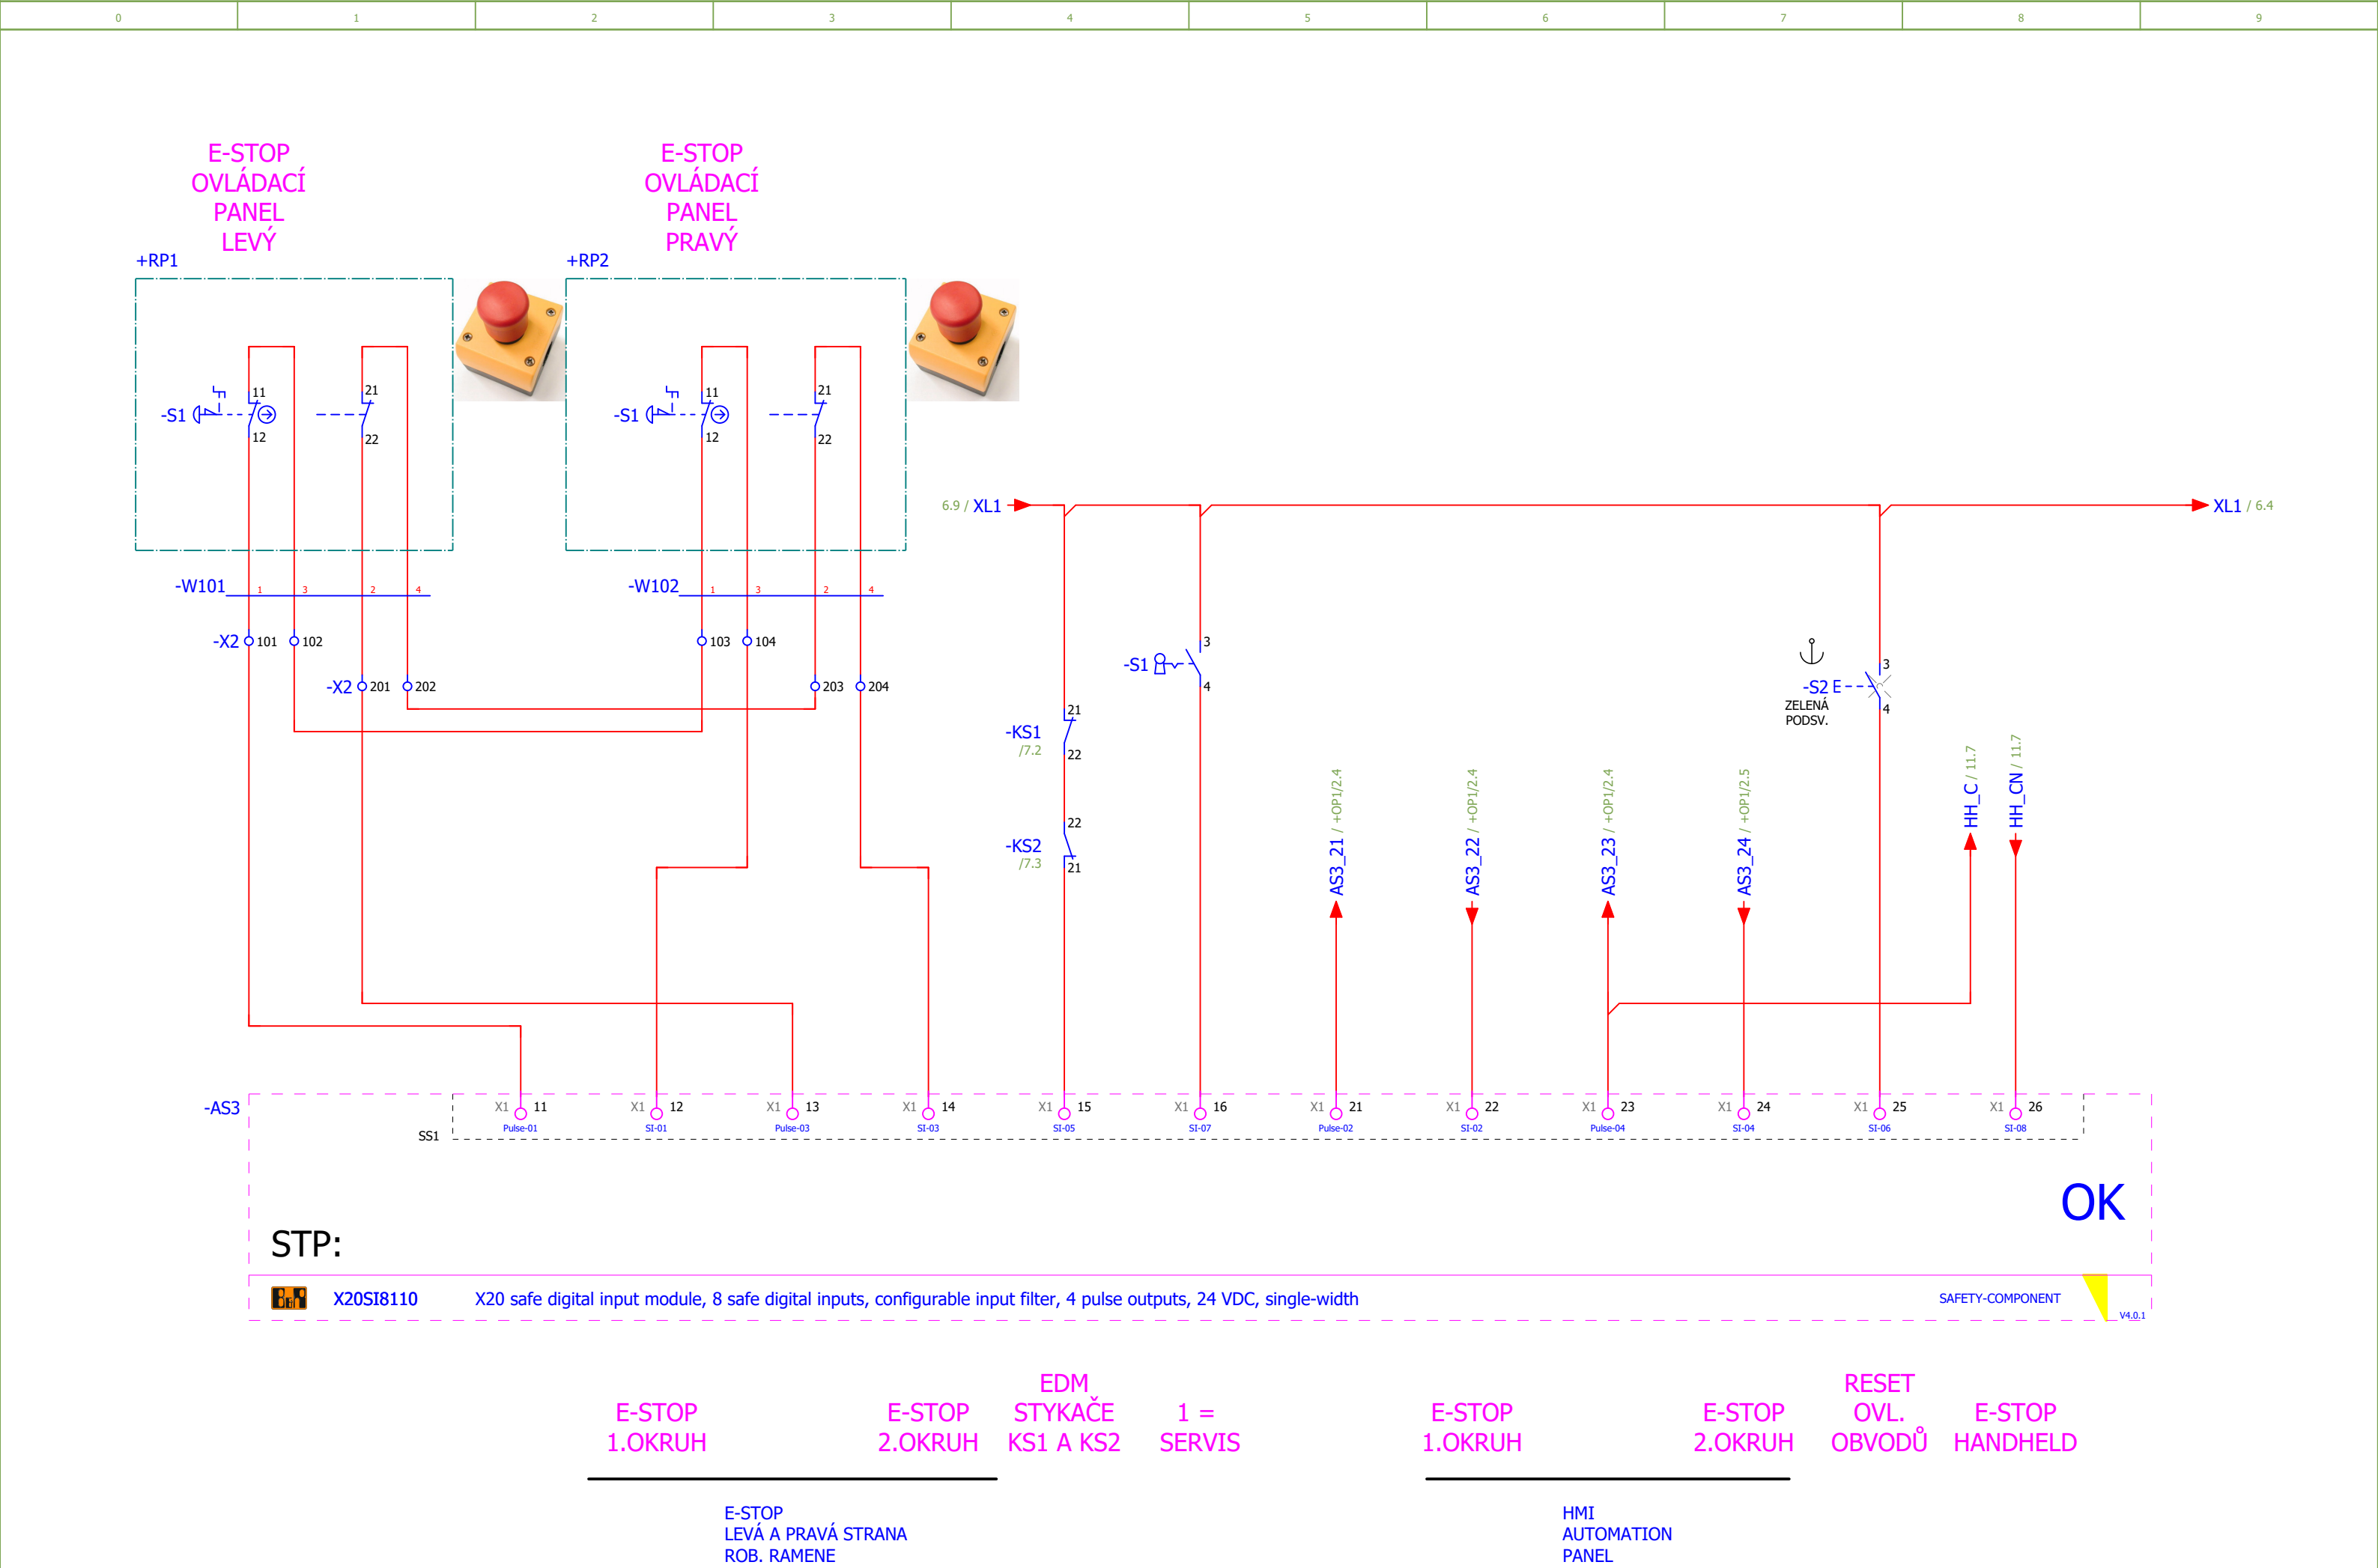 0 1 2 3 4 5 6 7 8 9
E-STOP
OVLÁDACÍ
PANEL
LEVÝ
E-STOP
OVLÁDACÍ
PANEL
PRAVÝ
+RP1
+RP2
-S1 11 12 21 22
-S1 11 12 21 22
6.9 / XL1
XL1 / 6.4
-W101 1 3 2 4
-W102 1 3 2 4
-X2 101 102
103 104
-X2 201 202
203 204
-S1 3 4
-S2 3 4
ZELENÁ
PODSV.
-KS1 21 22
/7.2
-KS2 22 21
/7.3
AS3_21 / +OP1/2.4
AS3_22 / +OP1/2.4
AS3_23 / +OP1/2.4
AS3_24 / +OP1/2.5
HH_C / 11.7
HH_CN / 11.7
-AS3
SS1
X1 11 X1 12 X1 13 X1 14 X1 15 X1 16 X1 21 X1 22 X1 23 X1 24 X1 25 X1 26
Pulse-01 SI-01 Pulse-03 SI-03 SI-05 SI-07 Pulse-02 SI-02 Pulse-04 SI-04 SI-06 SI-08
OK
STP:
B&R X20SI8110 X20 safe digital input module, 8 safe digital inputs, configurable input filter, 4 pulse outputs, 24 VDC, single-width
SAFETY-COMPONENT
V4.0.1
E-STOP
1.OKRUH
E-STOP
2.OKRUH
EDM
STYKAČE
KS1 A KS2
1 =
SERVIS
E-STOP
1.OKRUH
E-STOP
2.OKRUH
RESET
OVL.
OBVODŮ
E-STOP
HANDHELD
E-STOP
LEVÁ A PRAVÁ STRANA
ROB. RAMENE
HMI
AUTOMATION
PANEL